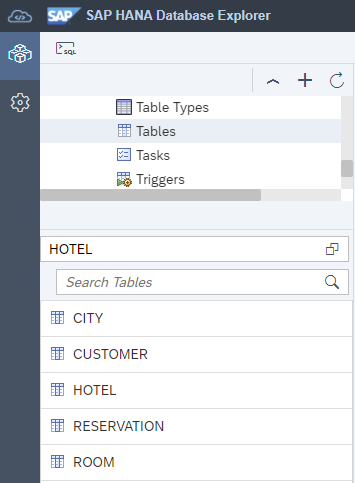 SAP SAP HANA Database Explorer
SQL
Table Types
Tables
Tasks
Triggers
HOTEL
Search Tables
CITY
CUSTOMER
HOTEL
RESERVATION
ROOM